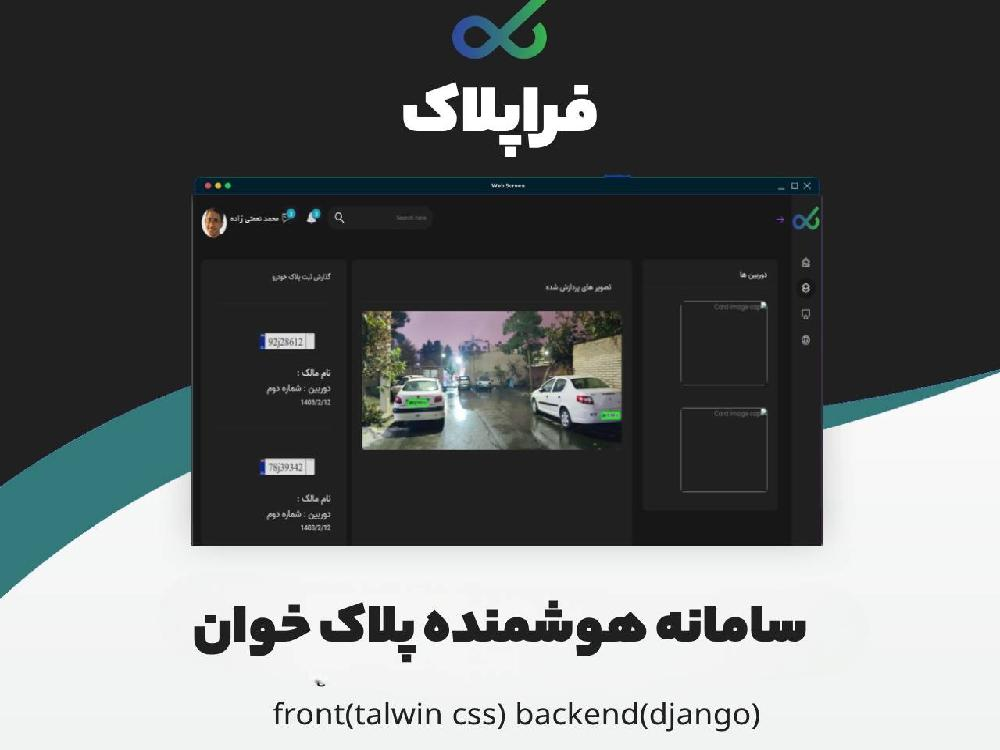 فراپلاک
Web Screen
محمد نعمتی زاده
Search here
دوربین ها
Card image cap
Card image cap
تصویر های پردازش شده
گذارش ثبت پلاک خودرو
92j28612
نام مالک :
دوربین : شماره دوم
1403/2/12
78j39342
نام مالک :
دوربین : شماره دوم
1403/2/12
سامانه هوشمنده پلاک خوان
front(talwin css) backend(django)